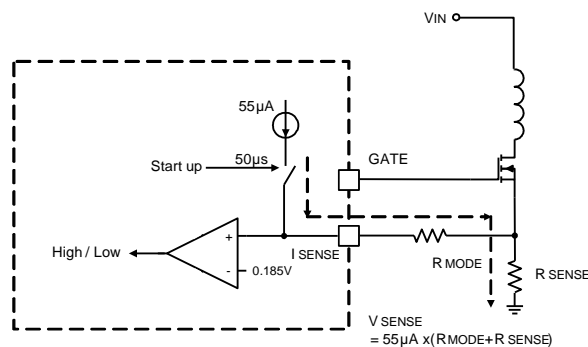 VIN
55µA
Start up
50µs
GATE
High / Low
+
-
0.185V
I SENSE
R MODE
R SENSE
V SENSE
= 55µA x(RMODE+R SENSE)